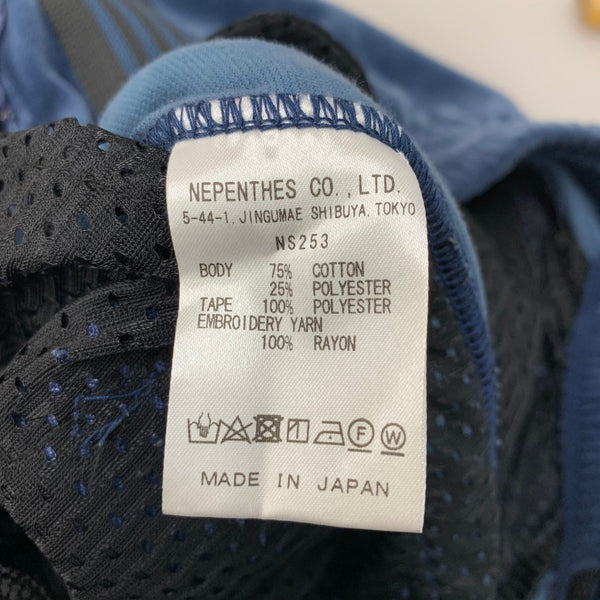 NEPENTHES CO.,LTD.
5-44-1, JINGUMAE SHIBUYA, TOKYO
NS253
BODY 75% COTTON
25% POLYESTER
TAPE 100% POLYESTER
EMBROIDERY YARN
100% RAYON
F W
MADE IN JAPAN